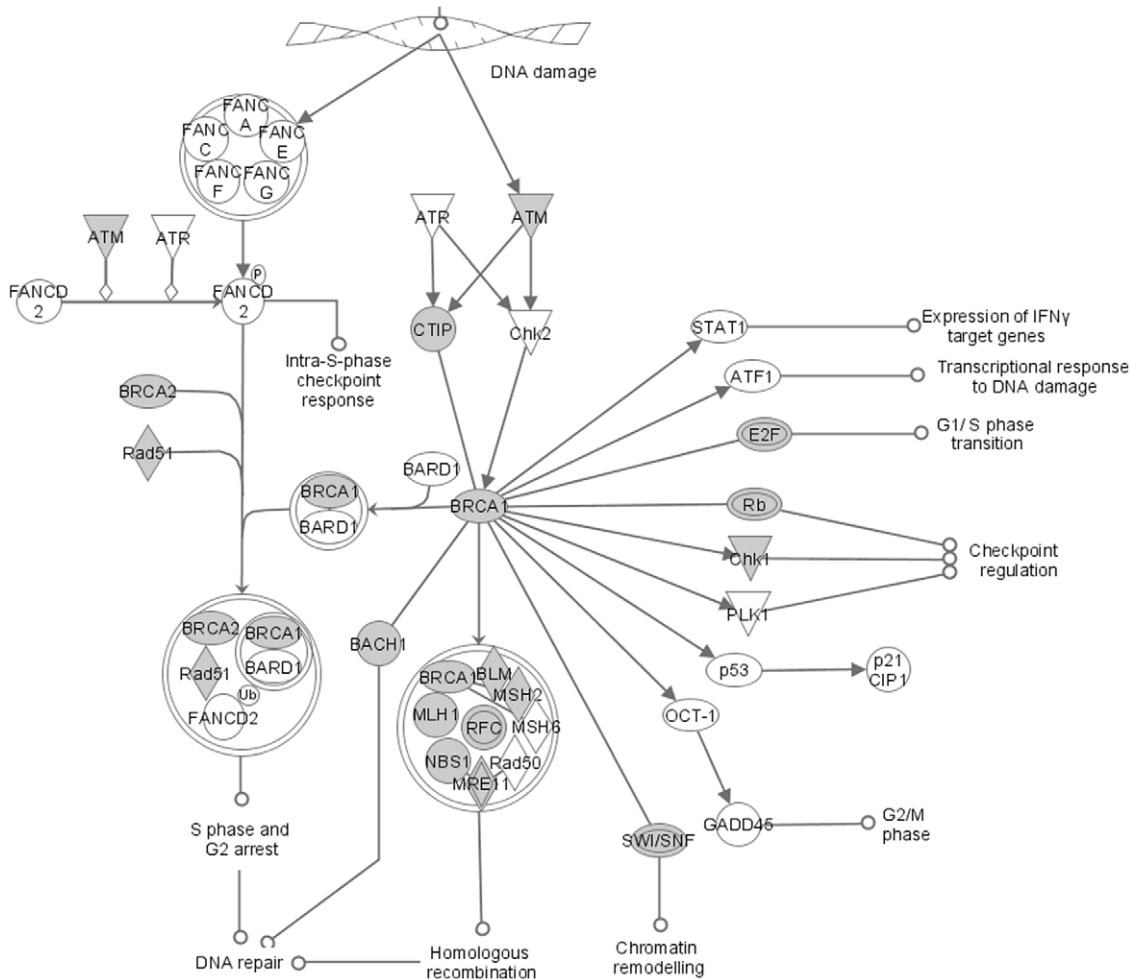 DNA damage
FANC
A
FANC
C
FANC
E
FANC
F
FANC
G
ATM
ATR
ATR
ATM
P
FANCD
2
FANCD
2
CTIP
Chk2
Intra-S-phase
checkpoint
response
STAT1
Expression of IFNγ
target genes
ATF1
Transcriptional response
to DNA damage
BRCA2
E2F
G1/ S phase
transition
Rad51
BARD1
BRCA1
BARD1
BRCA1
Rb
Chk1
Checkpoint
regulation
PLK1
BRCA2
BRCA1
BARD1
Rad51
Ub
FANCD2
BACH1
BRCA1
BLM
MSH2
MLH1
RFC
MSH6
NBS1
Rad50
MRE11
p53
p21
CIP1
OCT-1
GADD45
G2/M
phase
SWI/SNF
S phase and
G2 arrest
DNA repair
Homologous
recombination
Chromatin
remodelling